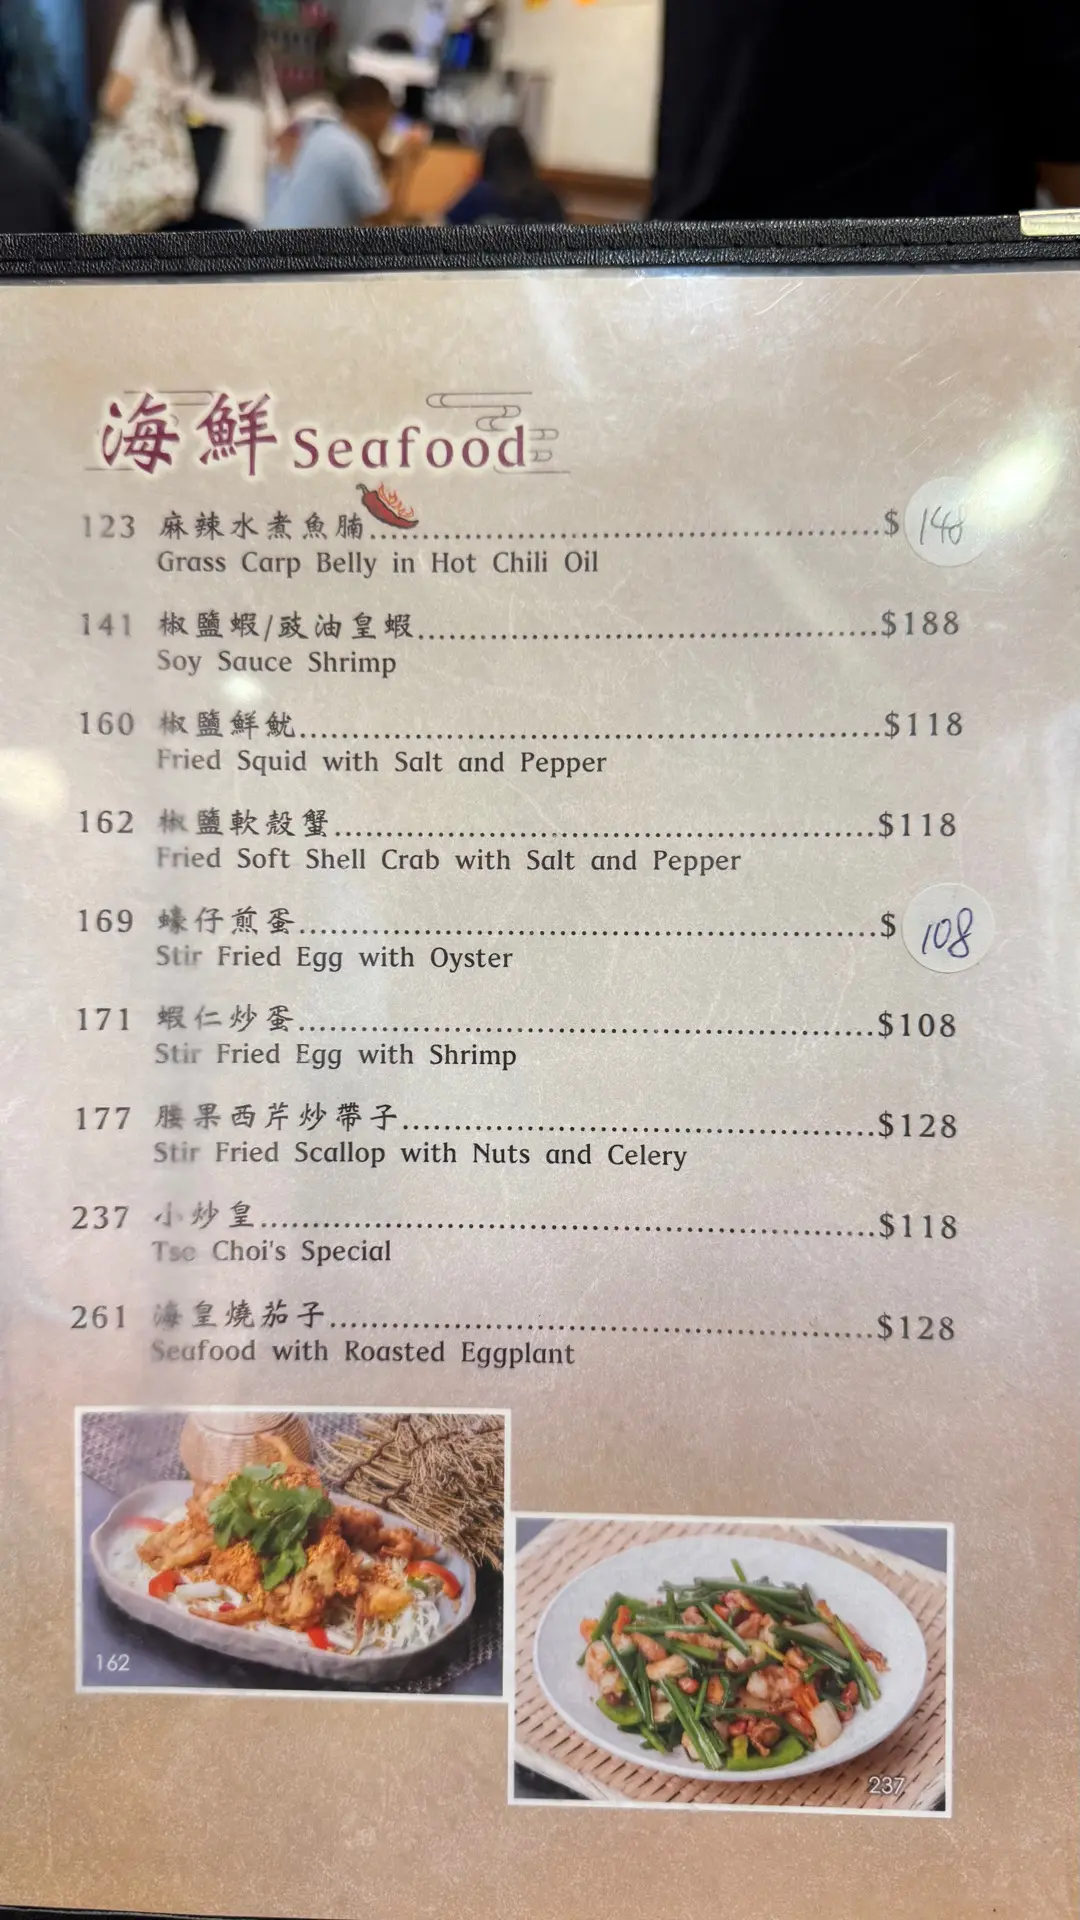 海鮮 Seafood
123 麻辣水煮魚腩........................................$ 148
Grass Carp Belly in Hot Chili Oil
141 椒鹽蝦/豉油皇蝦........................................$188
Soy Sauce Shrimp
160 椒鹽鮮魷........................................$118
Fried Squid with Salt and Pepper
162 椒鹽軟殼蟹........................................$118
Fried Soft Shell Crab with Salt and Pepper
169 蠔仔煎蛋........................................$ 108
Stir Fried Egg with Oyster
171 蝦仁炒蛋........................................$108
Stir Fried Egg with Shrimp
177 腰果西芹炒帶子........................................$128
Stir Fried Scallop with Nuts and Celery
237 小炒皇........................................$118
Tse Choi's Special
261 海皇燒茄子........................................$128
Seafood with Roasted Eggplant
162
237